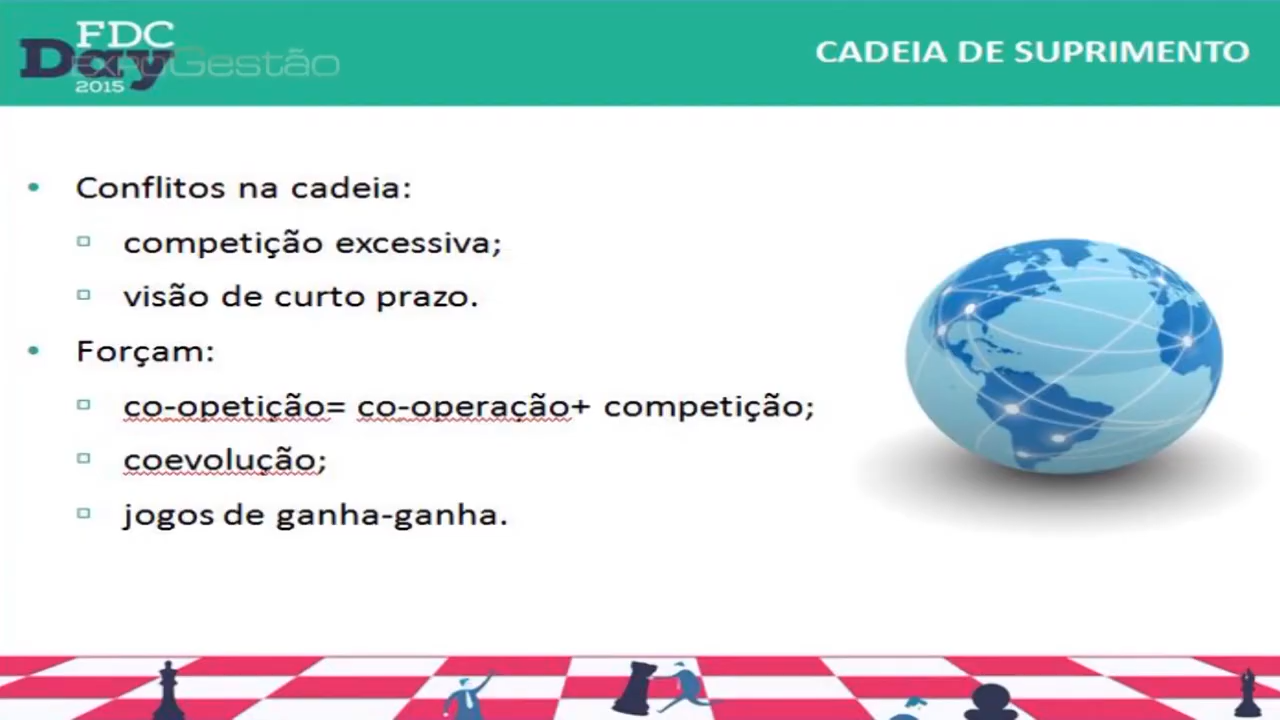 FDC
Day
ExpoGestão
2015
CADEIA DE SUPRIMENTO
Conflitos na cadeia:
competição excessiva;
visão de curto prazo.
Forçam:
co-opetição= co-operação+ competição;
coevolução;
jogos de ganha-ganha.